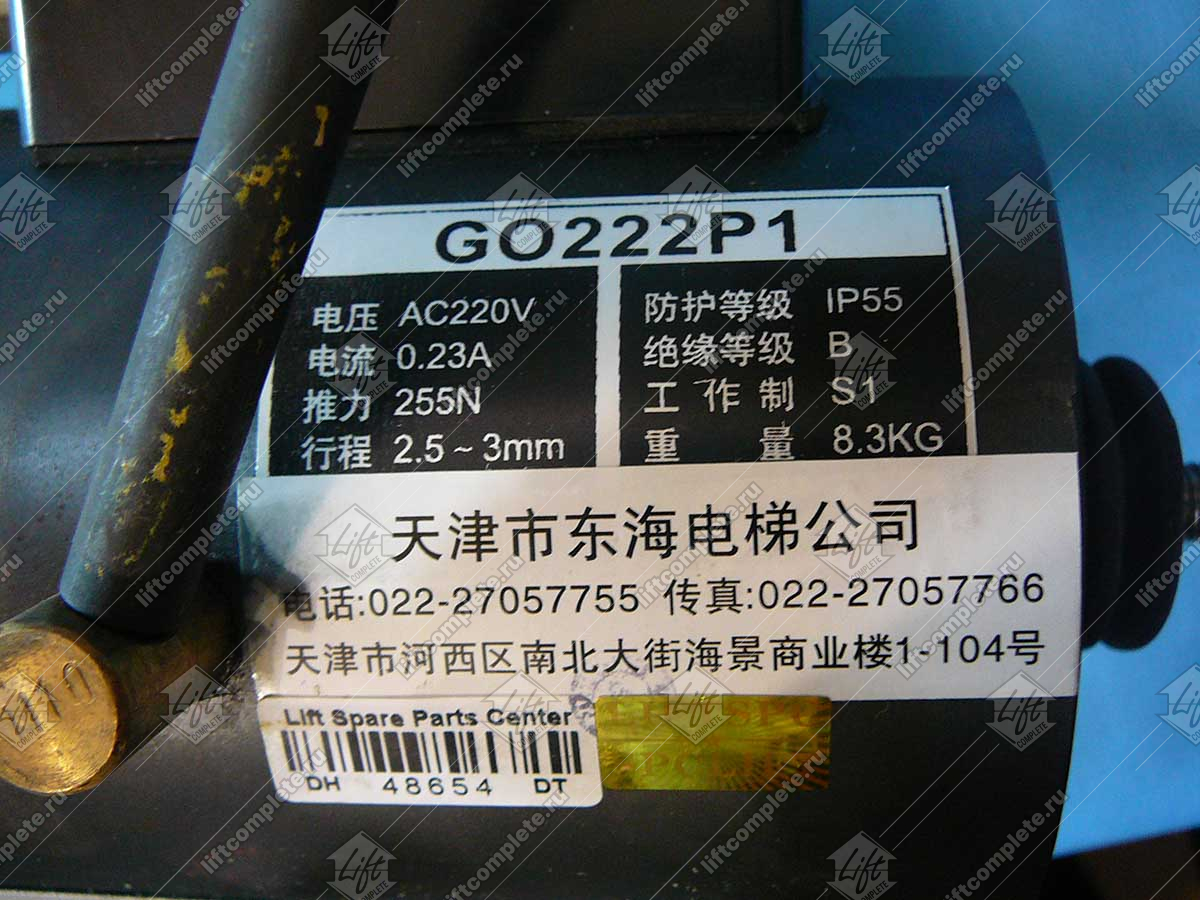 GO222P1
电压 AC220V
电流 0.23A
推力 255N
行程 2.5~3mm
防护等级 IP55
绝缘等级 B
工作制 S1
重量 8.3KG
天津市东海电梯公司
电话:022-27057755 传真:022-27057766
天津市河西区南北大街海景商业楼1-104号
Lift Spare Parts Center
DH 48654 DT
Lift COMPLETE
liftcomplete.ru